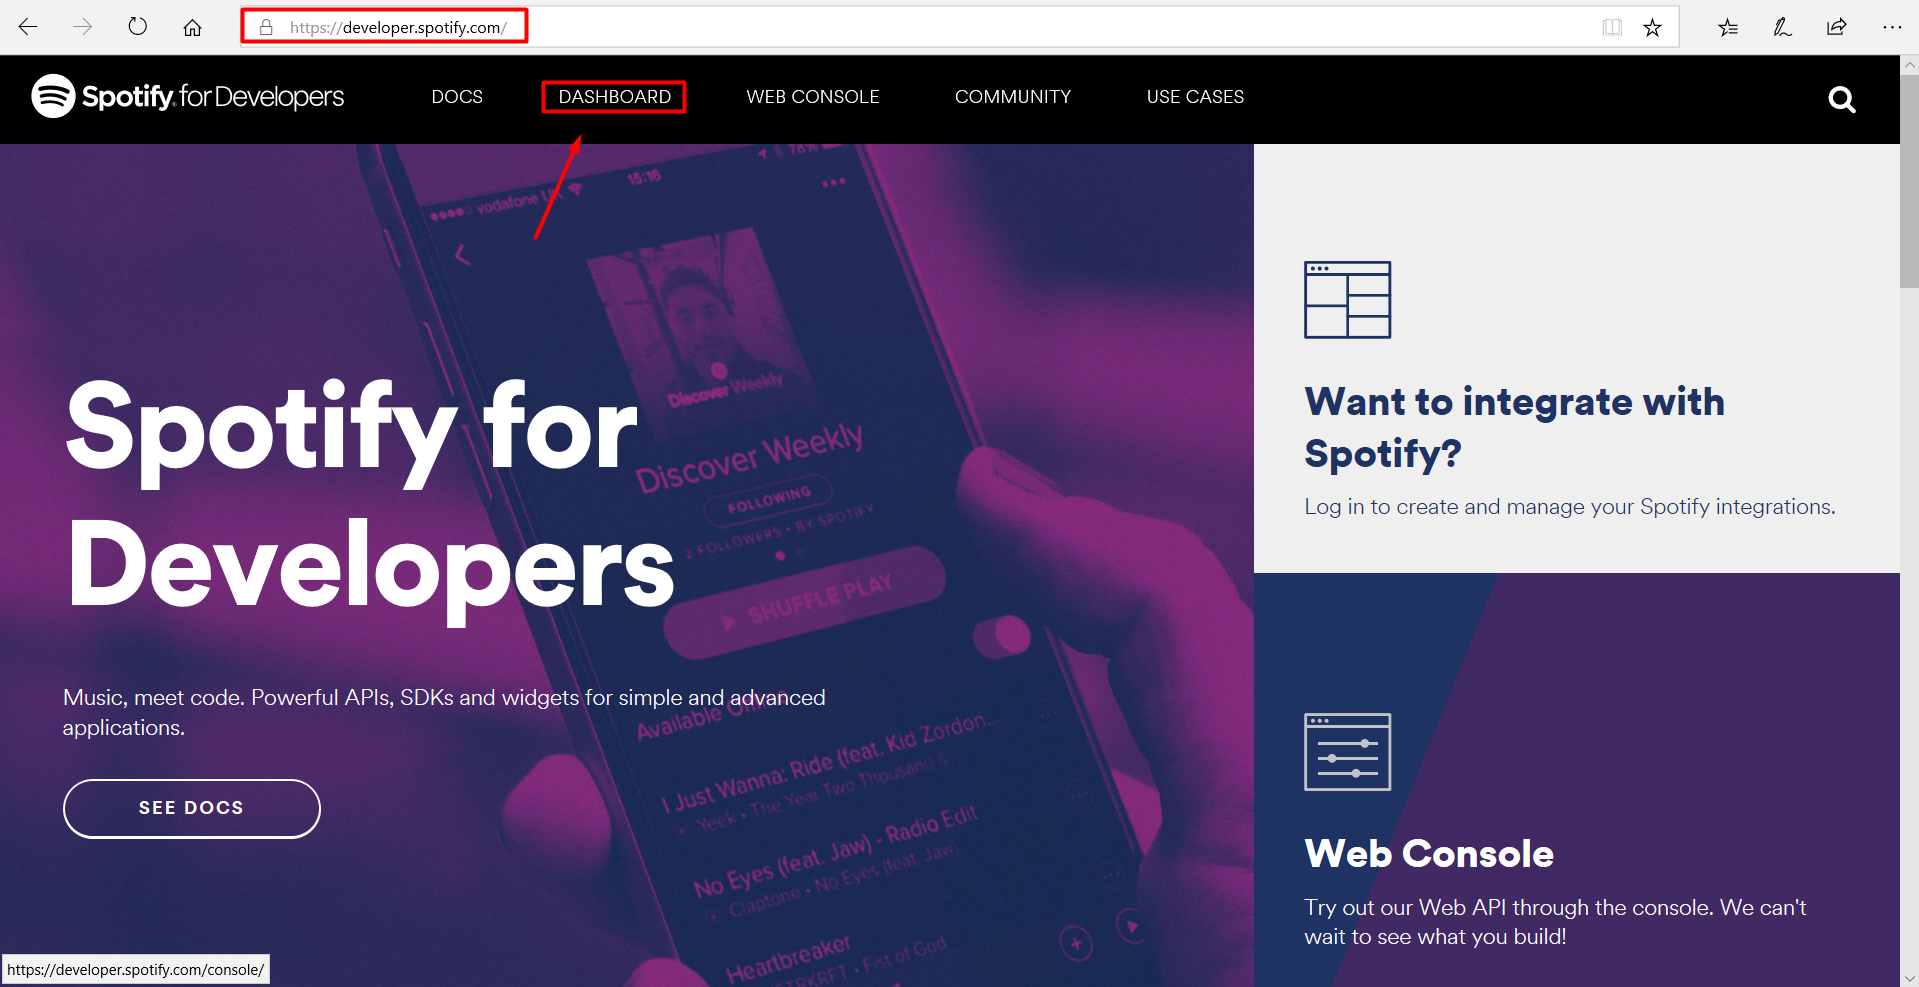 https://developer.spotify.com/
Spotify for Developers
DOCS
DASHBOARD
WEB CONSOLE
COMMUNITY
USE CASES
vodafone UK
15:16
78%
Discover Weekly
Discover Weekly
FOLLOWING
2 FOLLOWERS • BY SPOTIFY
SHUFFLE PLAY
Spotify for
Developers
Music, meet code. Powerful APIs, SDKs and widgets for simple and advanced
applications.
SEE DOCS
Available
I Just Wanna: Ride (feat. Kid Zordon...
Yeek • The Year Two Thousand &
No Eyes (feat. Jaw) - Radio Edit
Claptone • No Eyes (feat. Jaw)
Heartbreaker
• Fist of God
Want to integrate with
Spotify?
Log in to create and manage your Spotify integrations.
Web Console
Try out our Web API through the console. We can't
wait to see what you build!
https://developer.spotify.com/console/